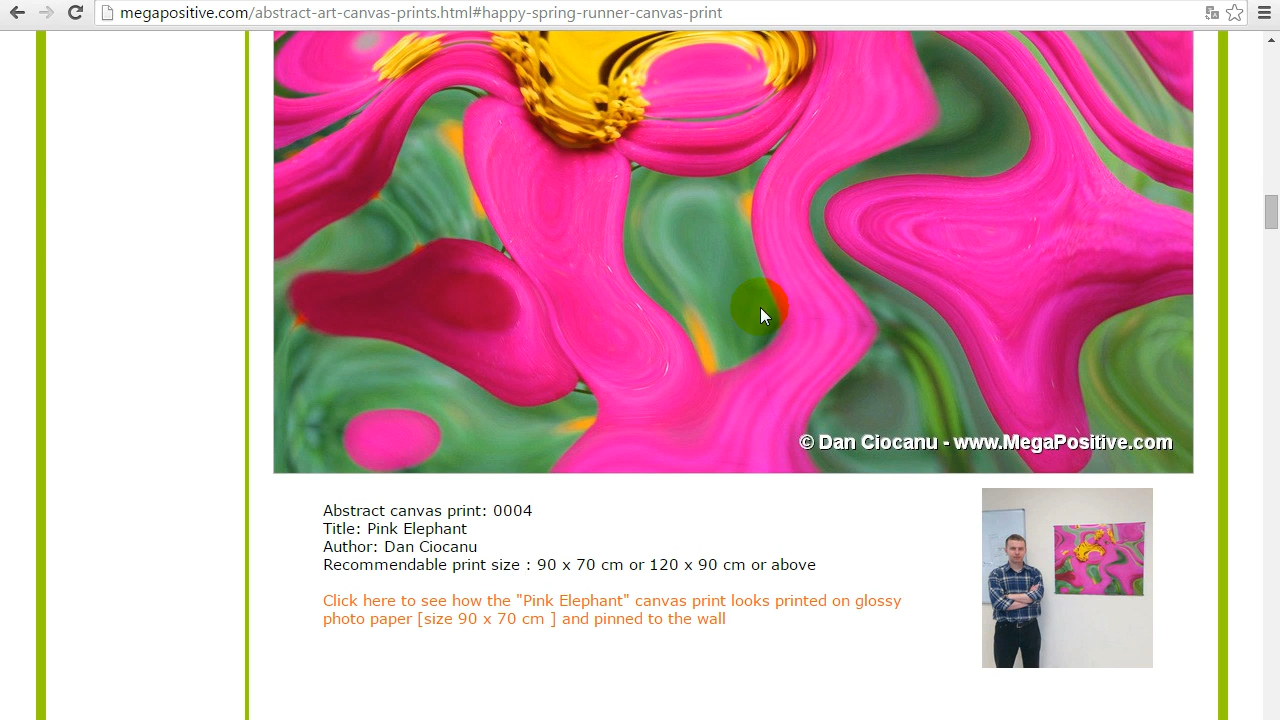 megapositive.com/abstract-art-canvas-prints.html#happy-spring-runner-canvas-print
© Dan Ciocanu - www.MegaPositive.com
Abstract canvas print: 0004
Title: Pink Elephant
Author: Dan Ciocanu
Recommendable print size : 90 x 70 cm or 120 x 90 cm or above
Click here to see how the "Pink Elephant" canvas print looks printed on glossy
photo paper [size 90 x 70 cm ] and pinned to the wall